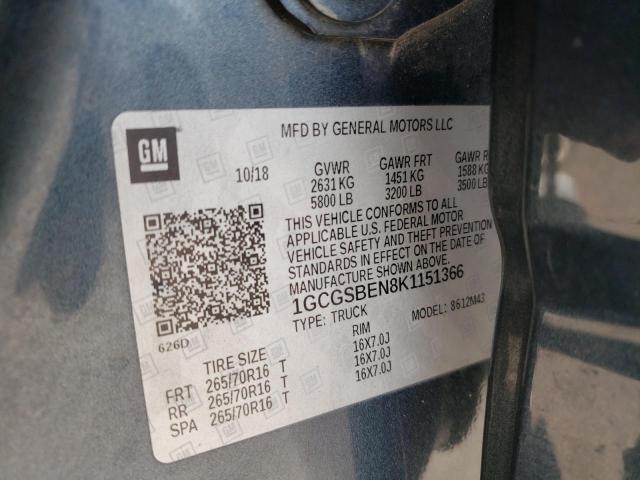 GM
MFD BY GENERAL MOTORS LLC
10/18 GVWR GAWR FRT GAWR R
2631 KG 1451 KG 1588 KG
5800 LB 3200 LB 3500 LB
THIS VEHICLE CONFORMS TO ALL
APPLICABLE U.S. FEDERAL MOTOR
VEHICLE SAFETY AND THEFT PREVENTION
STANDARDS IN EFFECT ON THE DATE OF
MANUFACTURE SHOWN ABOVE.
1GCGSBEN8K1151366
TYPE: TRUCK MODEL: 8612M43
626D
TIRE SIZE RIM
FRT 265/70R16 T 16X7.0J
RR 265/70R16 T 16X7.0J
SPA 265/70R16 T 16X7.0J